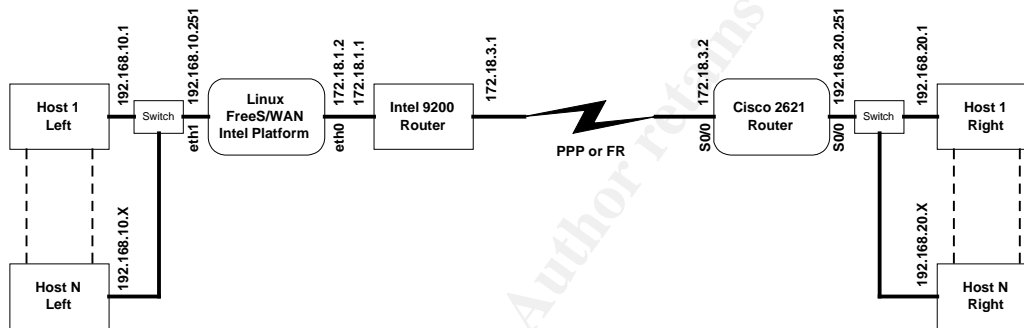 Host 1
Left
192.168.10.1
Switch
192.168.10.251
eth1
Linux
FreeS/WAN
Intel Platform
172.18.1.2
172.18.1.1
eth0
Intel 9200
Router
172.18.3.1
PPP or FR
172.18.3.2
S0/0
Cisco 2621
Router
192.168.20.251
S0/0
Switch
192.168.20.1
Host 1
Right
Host N
Left
192.168.10.X
192.168.20.X
Host N
Right
Author retains